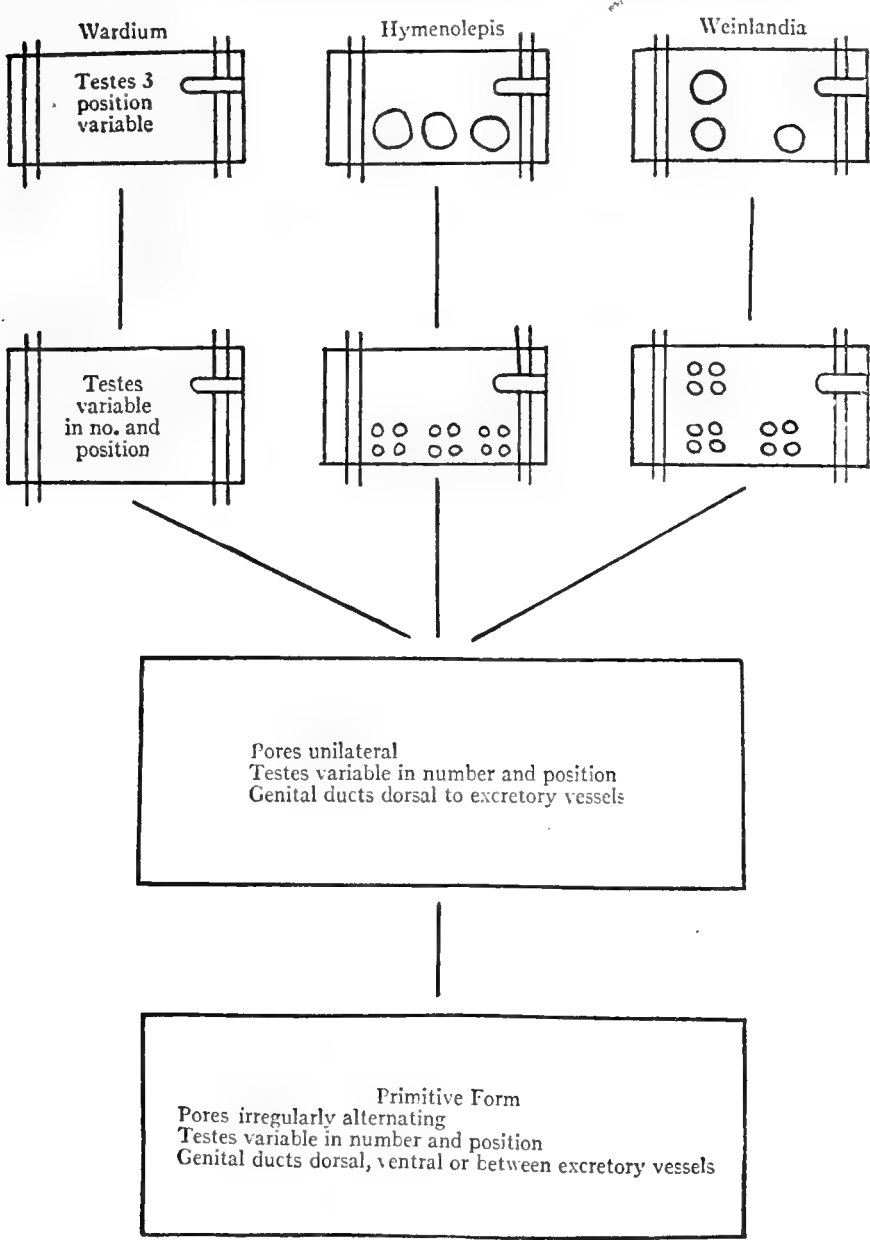 Wardium
Hymenolepis
Weinlandia
Testes 3
position
variable
Testes
variable
in no. and
position
Pores unilateral
Testes variable in number and position
Genital ducts dorsal to excretory vessels
Primitive Form
Pores irregularly alternating
Testes variable in number and position
Genital ducts dorsal, ventral or between excretory vessels